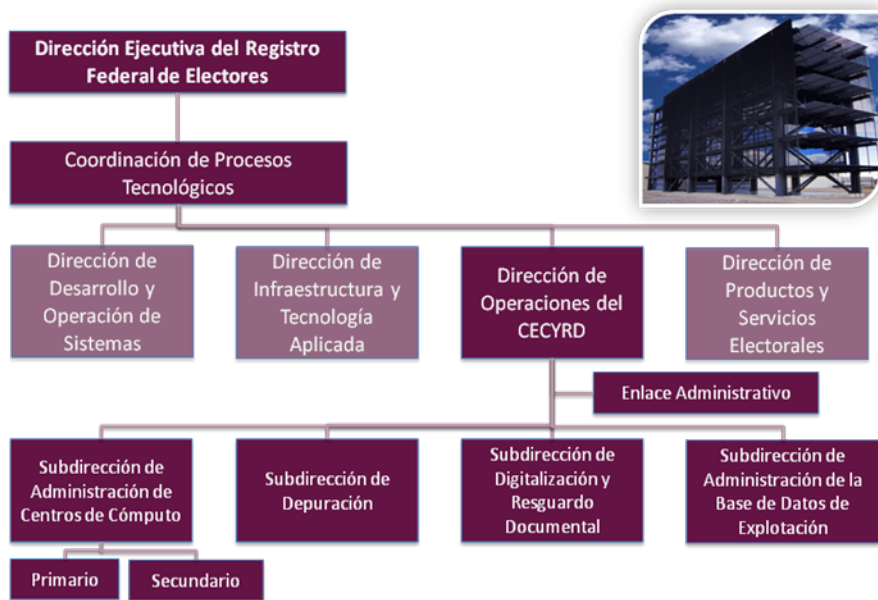 Dirección Ejecutiva del Registro
Federal de Electores
Coordinación de Procesos
Tecnológicos
Dirección de
Desarrollo y
Operación de
Sistemas
Dirección de
Infraestructura y
Tecnología
Aplicada
Dirección de
Operaciones del
CECYRD
Dirección de
Productos y
Servicios
Electorales
Enlace Administrativo
Subdirección de
Administración de
Centros de Cómputo
Subdirección de
Depuración
Subdirección de
Digitalización y
Resguardo
Documental
Subdirección de
Administración de la
Base de Datos de
Explotación
Primario
Secundario